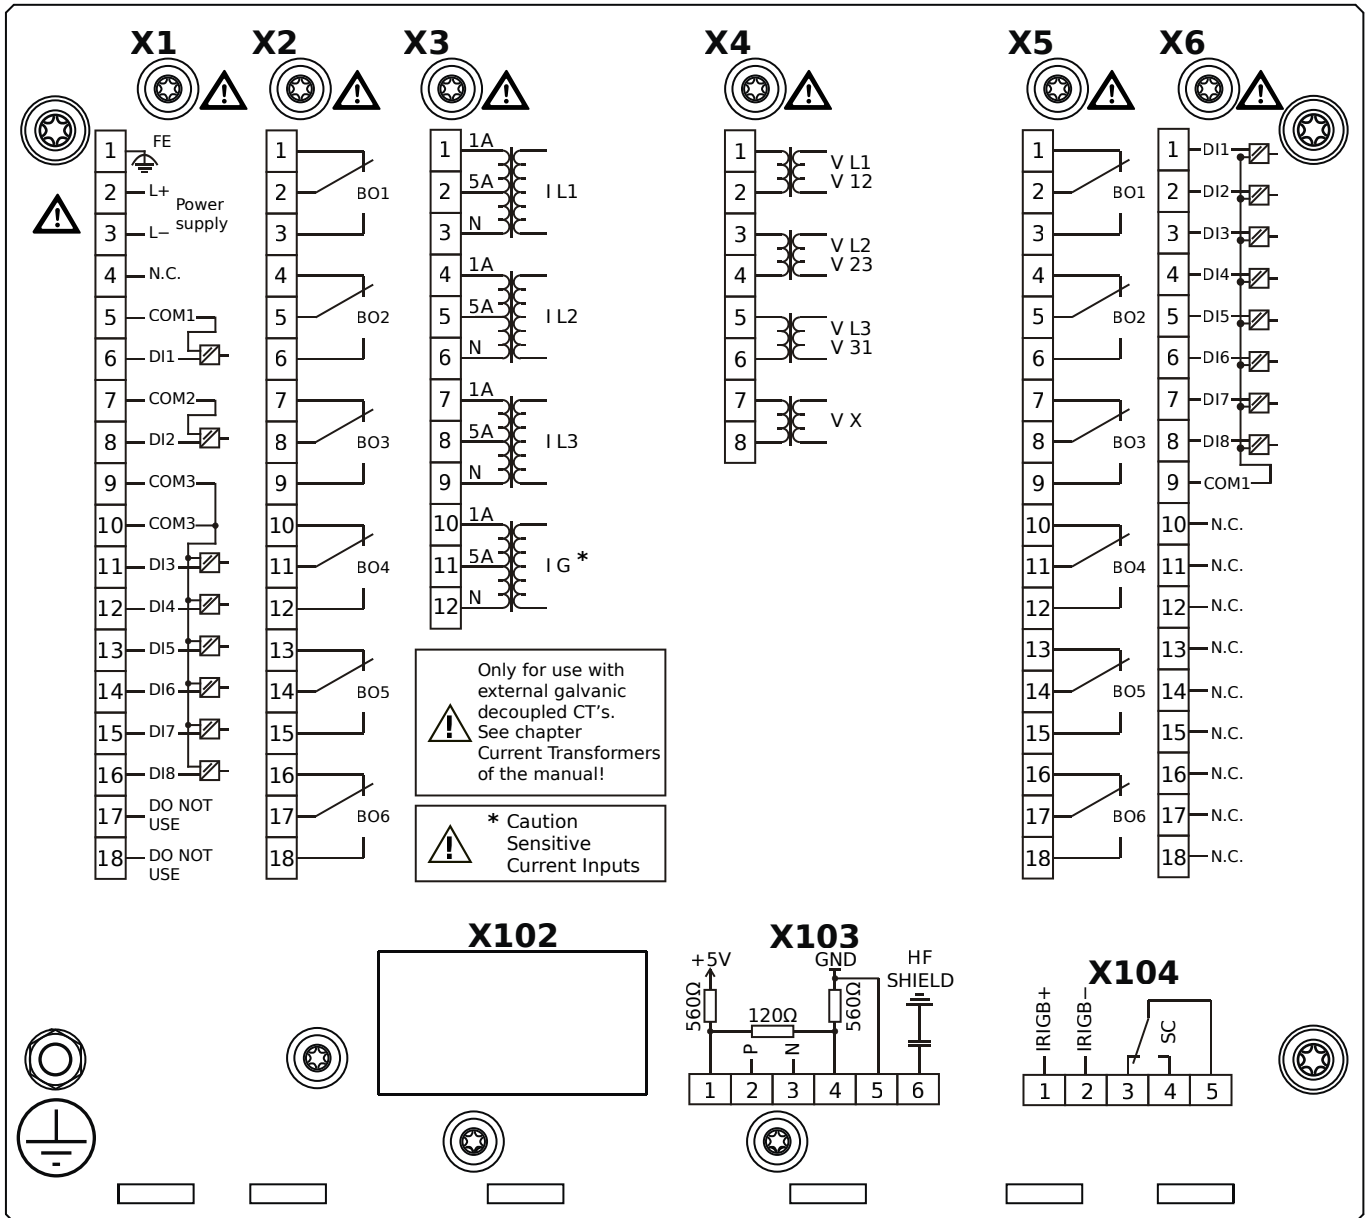 X1 X2 X3 X4 X5 X6
1 FE
2 L+
Power
supply
3 L−
4 N.C.
5 COM1
6 DI1
7 COM2
8 DI2
9 COM3
10 COM3
11 DI3
12 DI4
13 DI5
14 DI6
15 DI7
16 DI8
17 DO NOT
USE
18 DO NOT
USE
1
2 BO1
3
4
5 BO2
6
7
8 BO3
9
10
11 BO4
12
13
14 BO5
15
16
17 BO6
18
1 1A
2 5A I L1
3 N
4 1A
5 5A I L2
6 N
7 1A
8 5A I L3
9 N
10 1A
11 5A I G *
12 N
Only for use with
external galvanic
decoupled CT's.
See chapter
Current Transformers
of the manual!
* Caution
Sensitive
Current Inputs
1 V L1
2 V 12
3 V L2
4 V 23
5 V L3
6 V 31
7 V X
8
1
2 BO1
3
4
5 BO2
6
7
8 BO3
9
10
11 BO4
12
13
14 BO5
15
16
17 BO6
18
1 DI1
2 DI2
3 DI3
4 DI4
5 DI5
6 DI6
7 DI7
8 DI8
9 COM1
10 N.C.
11 N.C.
12 N.C.
13 N.C.
14 N.C.
15 N.C.
16 N.C.
17 N.C.
18 N.C.
X102
X103
+5V GND HF
SHIELD
560Ω 120Ω 560Ω
P N
1 2 3 4 5 6
X104
IRIGB+ IRIGB− SC
1 2 3 4 5